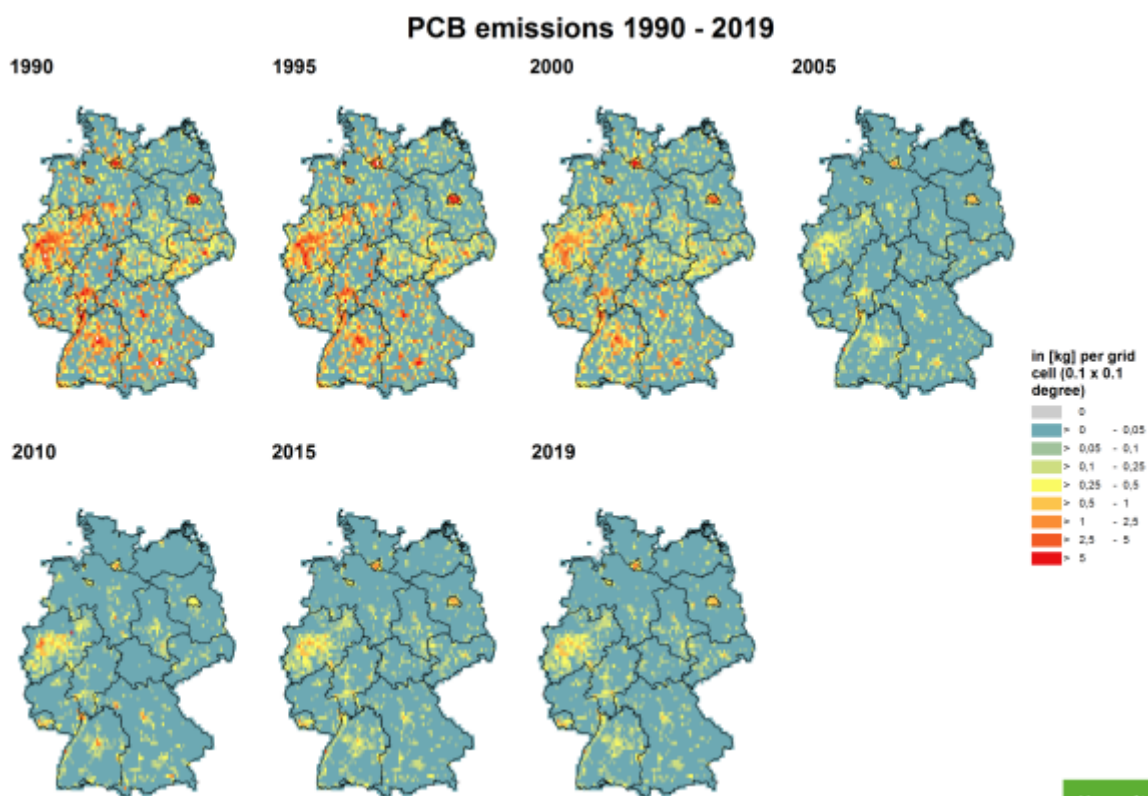 PCB emissions 1990 - 2019
1990
1995
2000
2005
in [kg] per grid
cell (0.1 x 0.1
degree)
0
> 0 - 0,05
> 0,05 - 0,1
> 0,1 - 0,25
> 0,25 - 0,5
> 0,5 - 1
> 1 - 2,5
> 2,5 - 5
> 5
2010
2015
2019